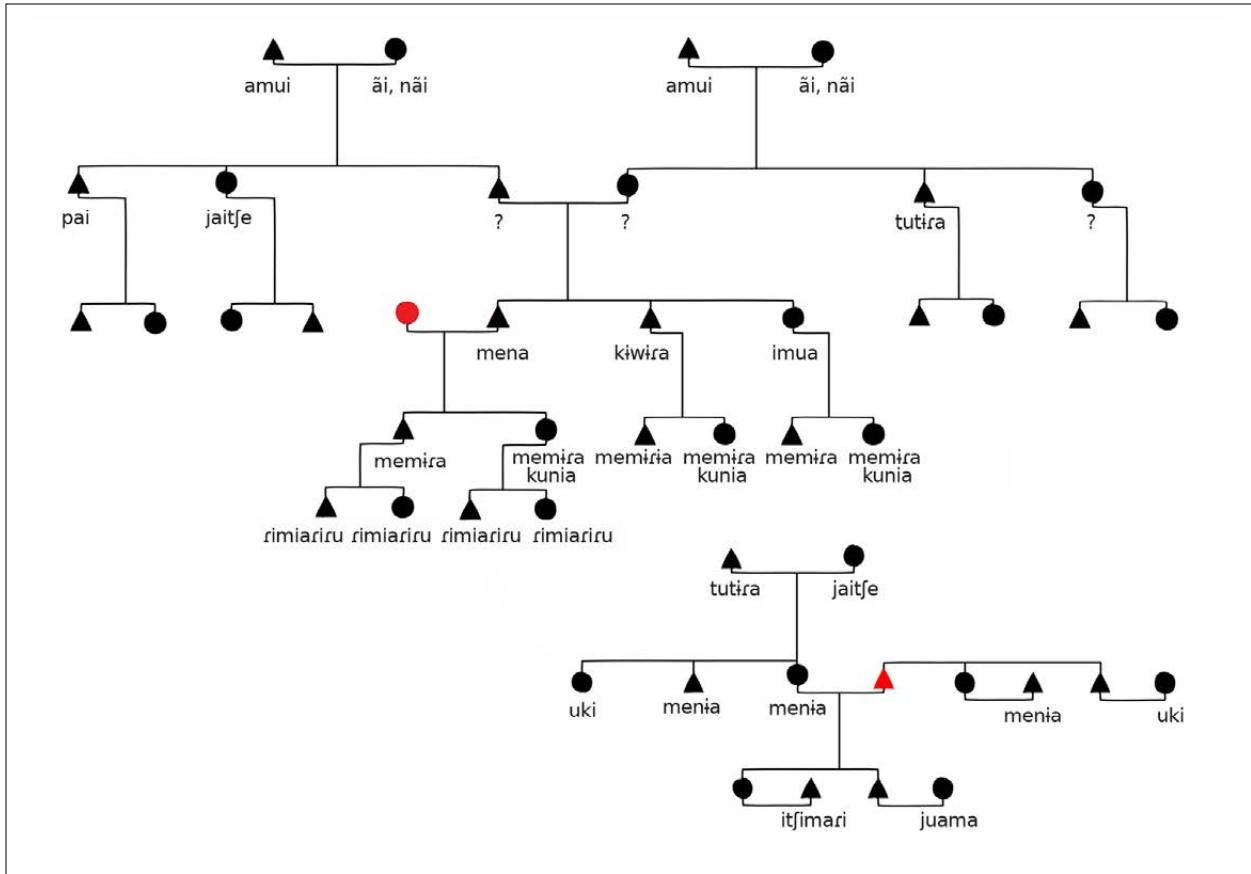 amui ãi, nãi amui ãi, nãi
pai jaitʃe ? ? tutɨɾa ?
mena kɨwɨɾa imua
memɨɾa memɨɾa kunia memɨɾɨa memɨɾa kunia memɨɾa memɨɾa kunia
ɾimiaɾiɾu ɾimiaɾiɾu ɾimiaɾiɾu ɾimiaɾiɾu
tutɨɾa jaitʃe
uki menɨa menɨa menɨa uki
itʃimaɾi juama